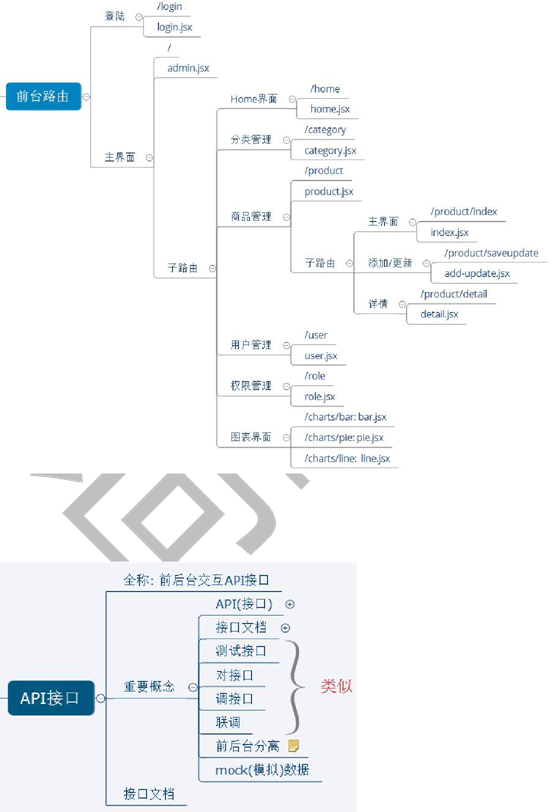 前台路由
登陆
/login
login.jsx
主界面
/
admin.jsx
子路由
Home界面
/home
home.jsx
分类管理
/category
category.jsx
商品管理
/product
product.jsx
子路由
主界面
/product/index
index.jsx
添加/更新
/product/saveupdate
add-update.jsx
详情
/product/detail
detail.jsx
用户管理
/user
user.jsx
权限管理
/role
role.jsx
图表界面
/charts/bar: bar.jsx
/charts/pie: pie.jsx
/charts/line: line.jsx
API接口
全称: 前后台交互API接口
重要概念
API(接口)
接口文档
测试接口
对接口
调接口
联调
类似
前后台分离
mock(模拟)数据
接口文档